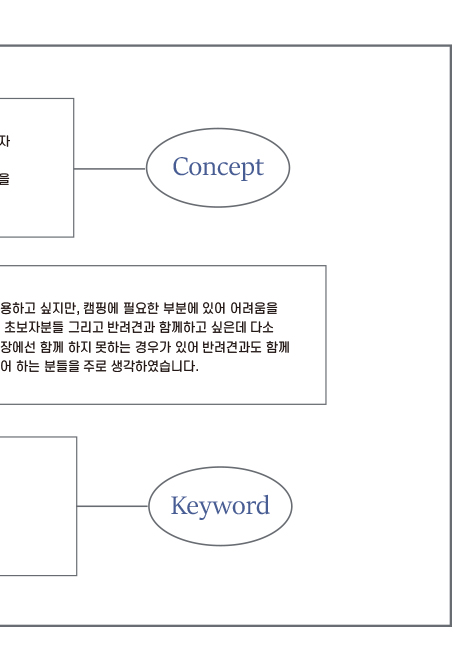 자
Concept
을
용하고 싶지만, 캠핑에 필요한 부분에 있어 어려움을
초보자분들 그리고 반려견과 함께하고 싶은데 다소
장에선 함께 하지 못하는 경우가 있어 반려견과도 함께
어 하는 분들을 주로 생각하였습니다.
Keyword